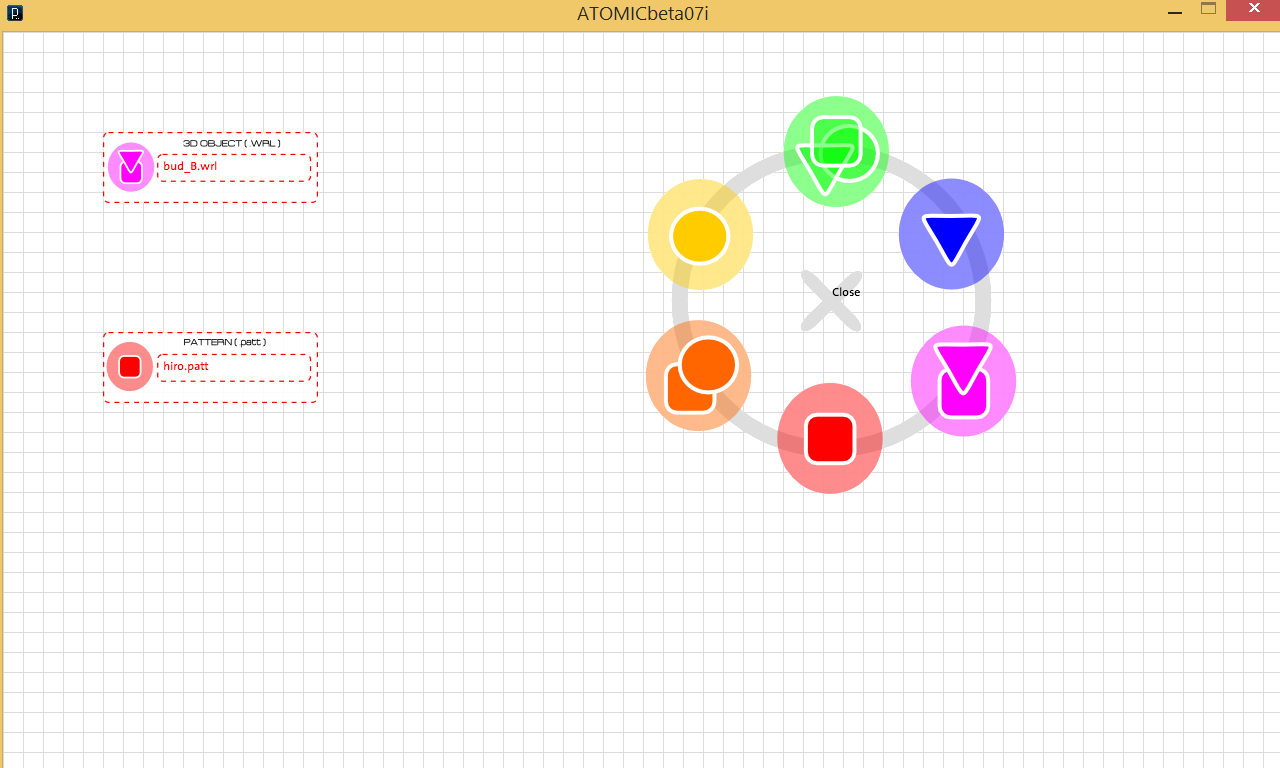 ATOMICbeta07i
3D OBJECT ( .WRL )
bud_B.wrl
Close
PATTERN ( patt )
hiro.patt